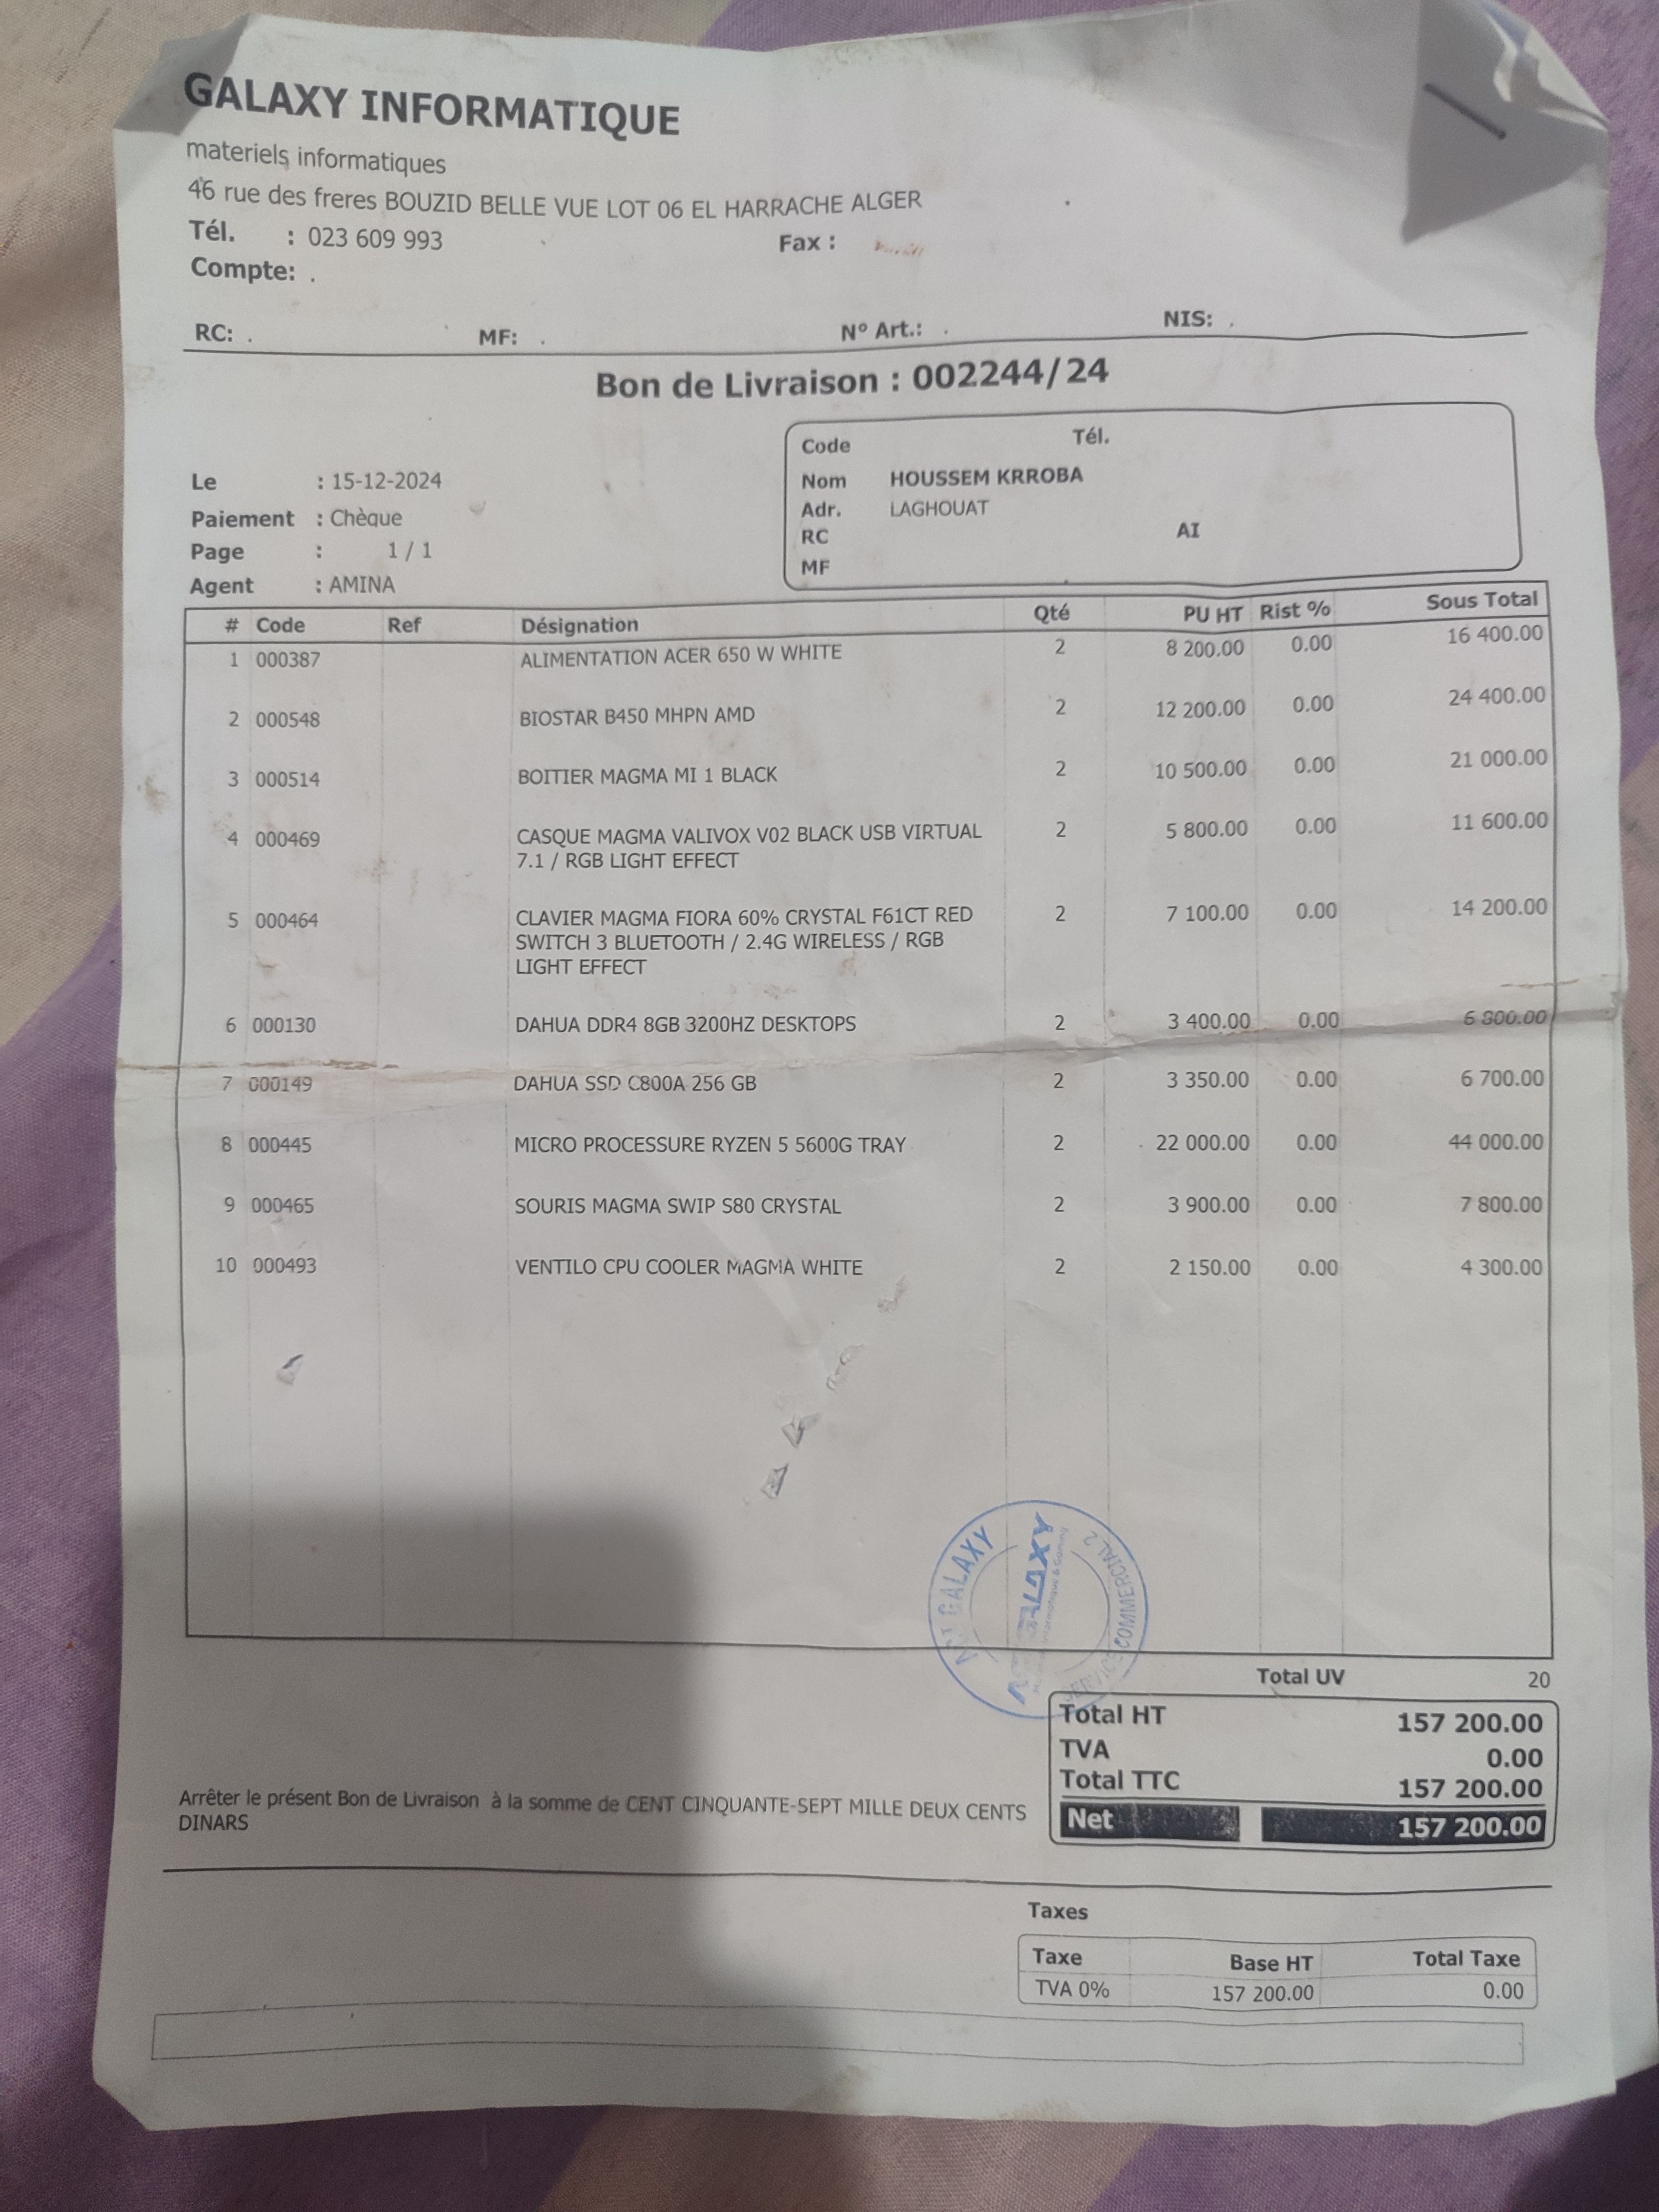 GALAXY INFORMATIQUE
materiels informatiques
46 rue des freres BOUZID BELLE VUE LOT 06 EL HARRACHE ALGER
Tél. : 023 609 993 Fax :
Compte: .
RC: . MF: . N° Art.: . NIS: .
Bon de Livraison : 002244/24
Code Tél.
Le : 15-12-2024 Nom HOUSSEM KRROBA
Paiement : Chèque Adr. LAGHOUAT
Page : 1 / 1 RC AI
Agent : AMINA MF
# Code Ref Désignation Qté PU HT Rist % Sous Total
1 000387 ALIMENTATION ACER 650 W WHITE 2 8 200.00 0.00 16 400.00
2 000548 BIOSTAR B450 MHPN AMD 2 12 200.00 0.00 24 400.00
3 000514 BOITIER MAGMA MI 1 BLACK 2 10 500.00 0.00 21 000.00
4 000469 CASQUE MAGMA VALIVOX V02 BLACK USB VIRTUAL 2 5 800.00 0.00 11 600.00
7.1 / RGB LIGHT EFFECT
5 000464 CLAVIER MAGMA FIORA 60% CRYSTAL F61CT RED 2 7 100.00 0.00 14 200.00
SWITCH 3 BLUETOOTH / 2.4G WIRELESS / RGB
LIGHT EFFECT
6 000130 DAHUA DDR4 8GB 3200HZ DESKTOPS 2 3 400.00 0.00 6 800.00
7 000149 DAHUA SSD C800A 256 GB 2 3 350.00 0.00 6 700.00
8 000445 MICRO PROCESSURE RYZEN 5 5600G TRAY 2 22 000.00 0.00 44 000.00
9 000465 SOURIS MAGMA SWIP S80 CRYSTAL 2 3 900.00 0.00 7 800.00
10 000493 VENTILO CPU COOLER MAGMA WHITE 2 2 150.00 0.00 4 300.00
GALAXY
SERVICE COMMERCIAL 2
Total UV 20
Total HT 157 200.00
TVA 0.00
Total TTC 157 200.00
Net 157 200.00
Arrêter le présent Bon de Livraison à la somme de CENT CINQUANTE-SEPT MILLE DEUX CENTS
DINARS
Taxes
Taxe Base HT Total Taxe
TVA 0% 157 200.00 0.00